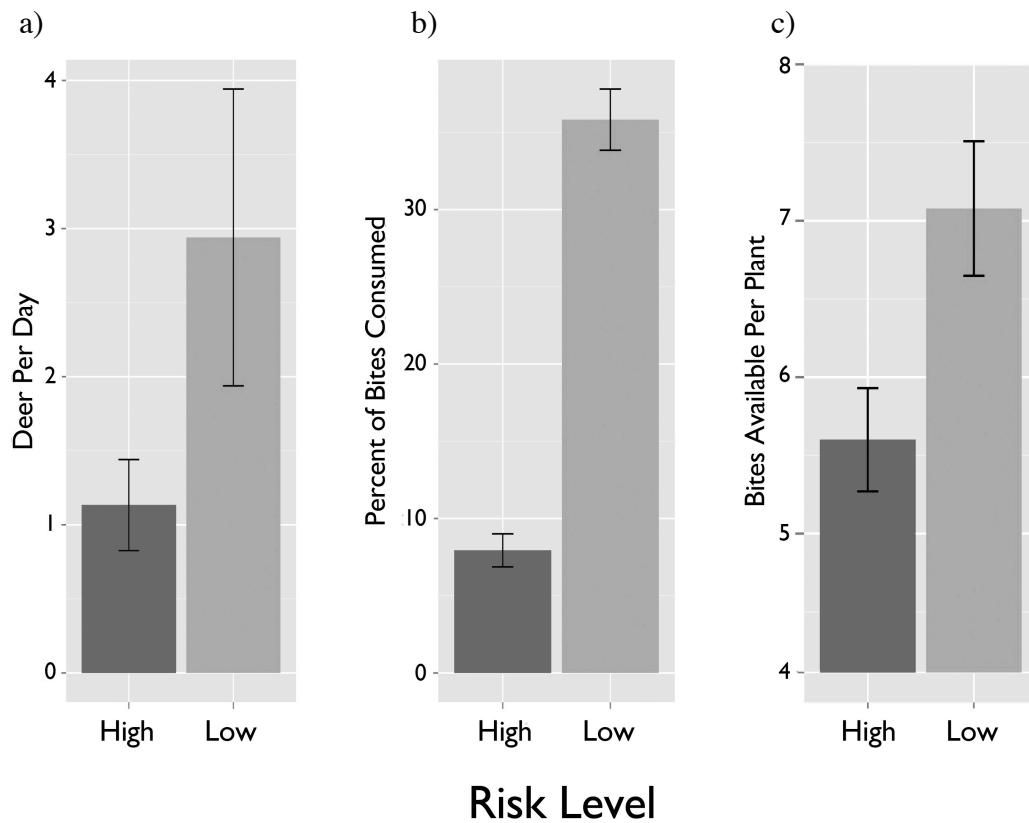 a)
b)
c)
Deer Per Day
4
3
2
1
0
High Low
Percent of Bites Consumed
30
20
10
0
High Low
Bites Available Per Plant
8
7
6
5
4
High Low
Risk Level